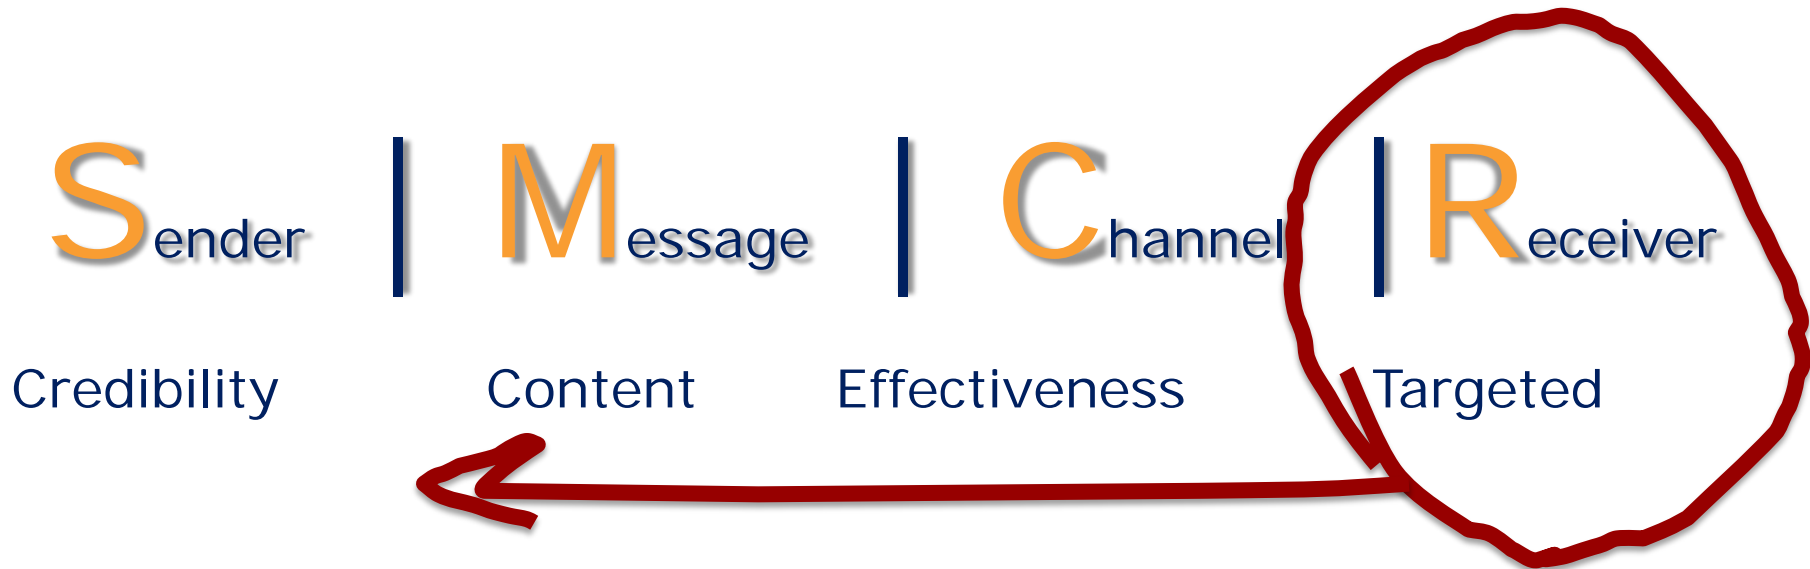 Sender | Message | Channel | Receiver
Credibility Content Effectiveness Targeted